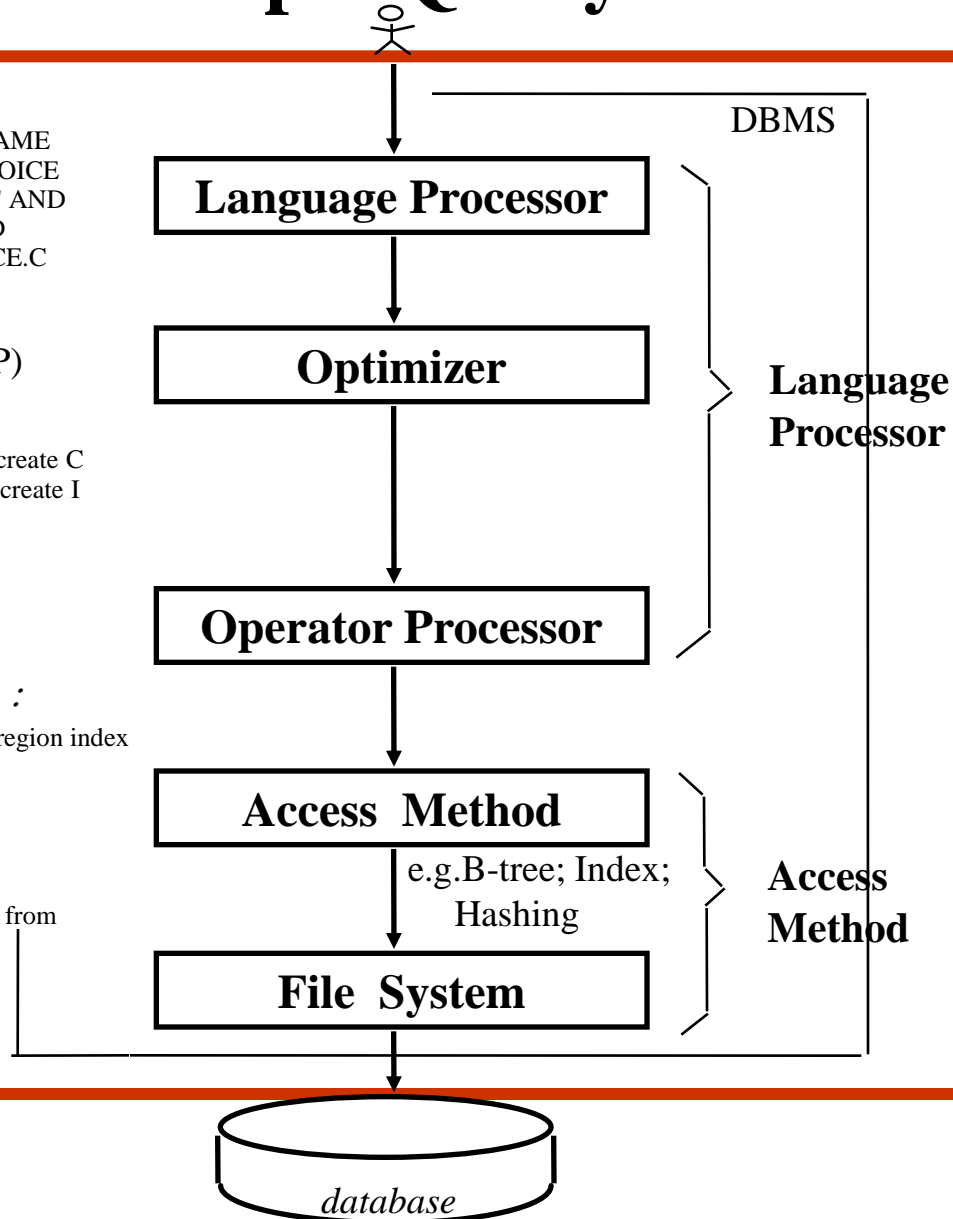 DBMS
AME
OICE
AND
CE.C
Language Processor
Optimizer
P)
Language
Processor
create C
create I
Operator Processor
:
region index
Access Method
e.g.B-tree; Index;
Hashing
Access
Method
from
File System
database